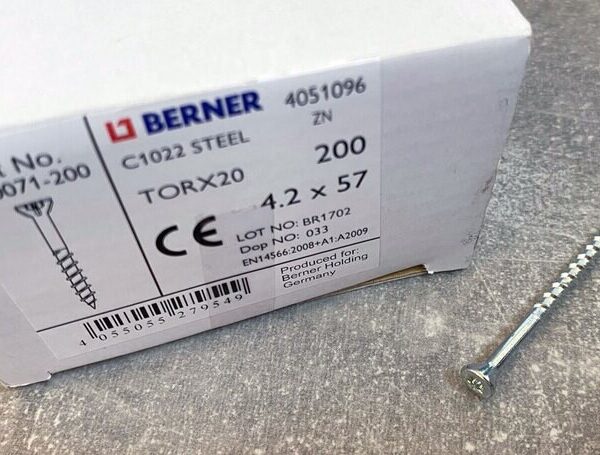 No.
0071-200
BERNER 4051096
C1022 STEEL ZN
TORX20 200
4.2 x 57
CE LOT NO: BR1702
Dop NO: 033
EN14566:2008+A1:A2009
Produced for:
Berner Holding
Germany
4 055055 279549